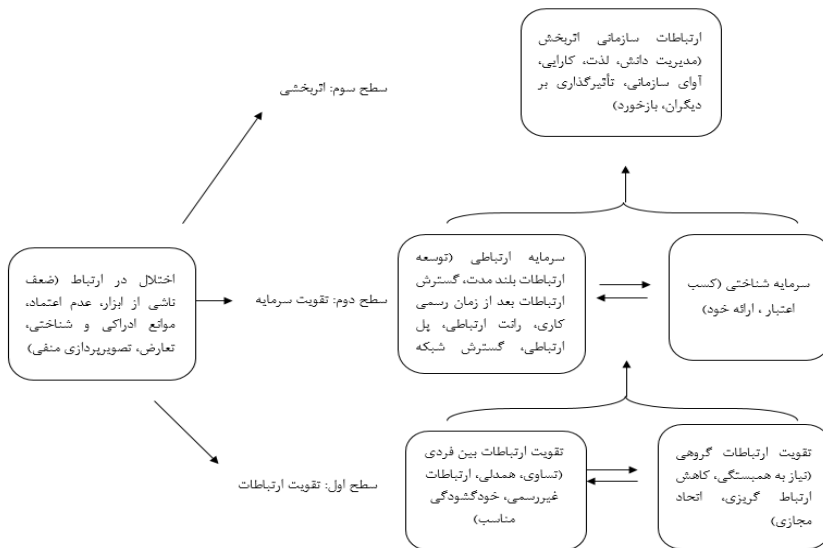 ارتباطات سازمانی اثربخش
(مدیریت دانش، لذت، کارایی،
آوای سازمانی، تأثیرگذاری بر
دیگران، بازخورد)
سطح سوم: اثربخشی
سرمایه شناختی (کسب
اعتبار ، ارائه خود)
سرمایه ارتباطی (توسعه
ارتباطات بلند مدت، گسترش
ارتباطات بعد از زمان رسمی
کاری، رانت ارتباطی، پل
ارتباطی، گسترش شبکه
سطح دوم: تقویت سرمایه
اختلال در ارتباط (ضعف
ناشی از ابزار، عدم اعتماد،
موانع ادراکی و شناختی،
تعارض، تصویرپردازی منفی)
تقویت ارتباطات گروهی
(نیاز به همبستگی، کاهش
ارتباط گریزی، اتحاد
مجازی)
تقویت ارتباطات بین فردی
(تساوی، همدلی، ارتباطات
غیررسمی، خودگشودگی
مناسب)
سطح اول: تقویت ارتباطات